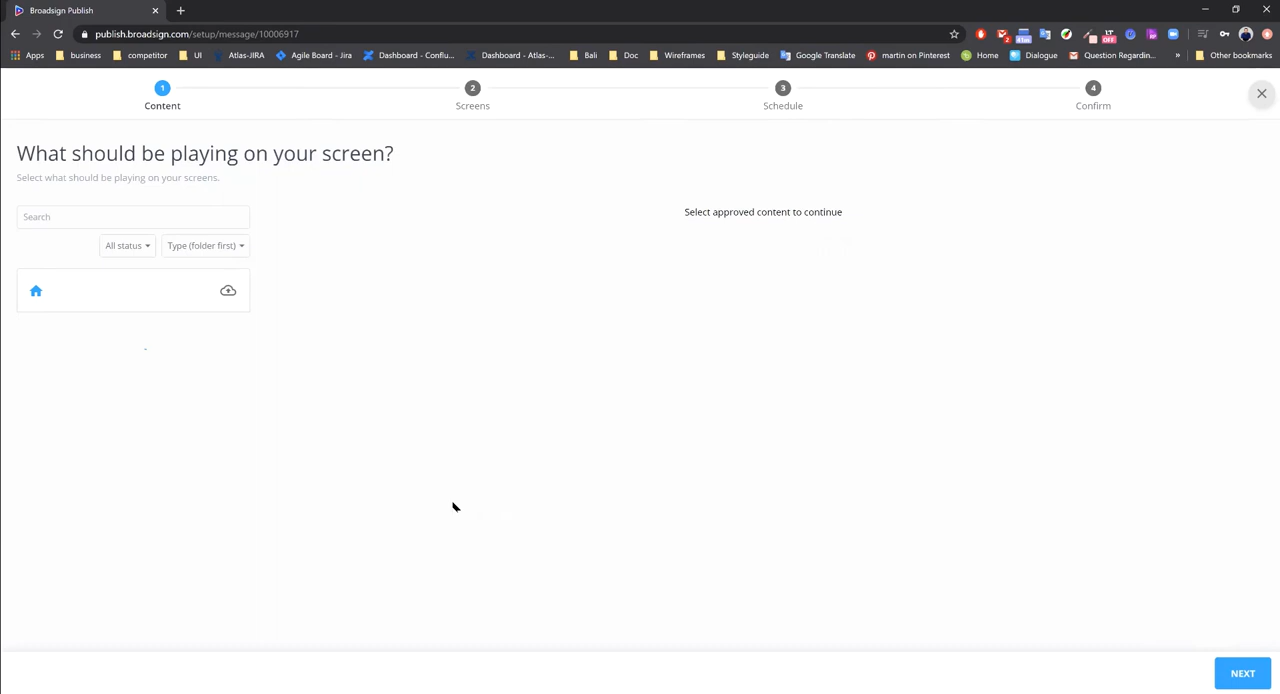 Broadsign Publish
publish.broadsign.com/setup/message/10006917
Apps business competitor UI Atlas-JIRA Agile Board - Jira Dashboard - Conflu... Dashboard - Atlas-... Bali Doc Wireframes Styleguide Google Translate martin on Pinterest Home Dialogue Question Regardin... » Other bookmarks
1 2 3 4
Content Screens Schedule Confirm
What should be playing on your screen?
Select what should be playing on your screens.
Search
Select approved content to continue
All status Type (folder first)
-
NEXT